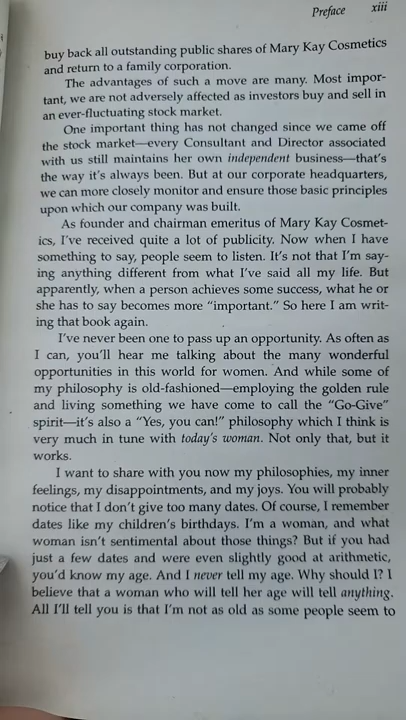 Preface xiii
buy back all outstanding public shares of Mary Kay Cosmetics
and return to a family corporation.
The advantages of such a move are many. Most impor-
tant, we are not adversely affected as investors buy and sell in
an ever-fluctuating stock market.
One important thing has not changed since we came off
the stock market—every Consultant and Director associated
with us still maintains her own independent business—that's
the way it's always been. But at our corporate headquarters,
we can more closely monitor and ensure those basic principles
upon which our company was built.
As founder and chairman emeritus of Mary Kay Cosmet-
ics, I've received quite a lot of publicity. Now when I have
something to say, people seem to listen. It's not that I'm say-
ing anything different from what I've said all my life. But
apparently, when a person achieves some success, what he or
she has to say becomes more “important.” So here I am writ-
ing that book again.
I've never been one to pass up an opportunity. As often as
I can, you'll hear me talking about the many wonderful
opportunities in this world for women. And while some of
my philosophy is old-fashioned—employing the golden rule
and living something we have come to call the “Go-Give”
spirit—it's also a “Yes, you can!” philosophy which I think is
very much in tune with today's woman. Not only that, but it
works.
I want to share with you now my philosophies, my inner
feelings, my disappointments, and my joys. You will probably
notice that I don't give too many dates. Of course, I remember
dates like my children's birthdays. I'm a woman, and what
woman isn't sentimental about those things? But if you had
just a few dates and were even slightly good at arithmetic,
you'd know my age. And I never tell my age. Why should I? I
believe that a woman who will tell her age will tell anything.
All I'll tell you is that I'm not as old as some people seem to